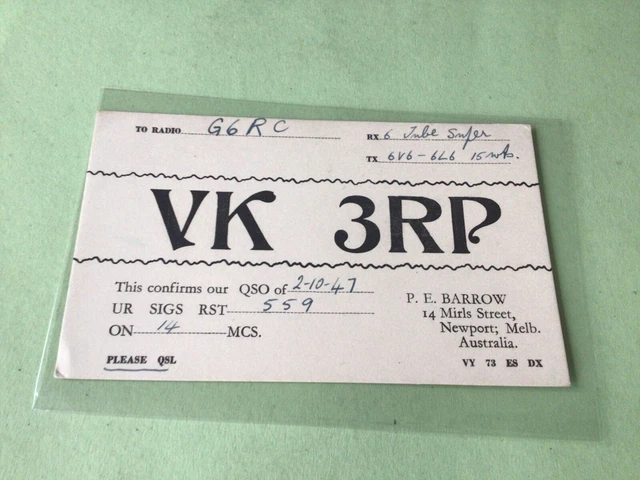 TO RADIO G6RC
RX 6 Tube Super
TX 6V6-6L6 15 wts.
VK 3RP
This confirms our QSO of 2-10-47
UR SIGS RST 559
ON 14 MCS.
PLEASE QSL
P. E. BARROW
14 Mirls Street,
Newport; Melb.
Australia.
VY 73 ES DX